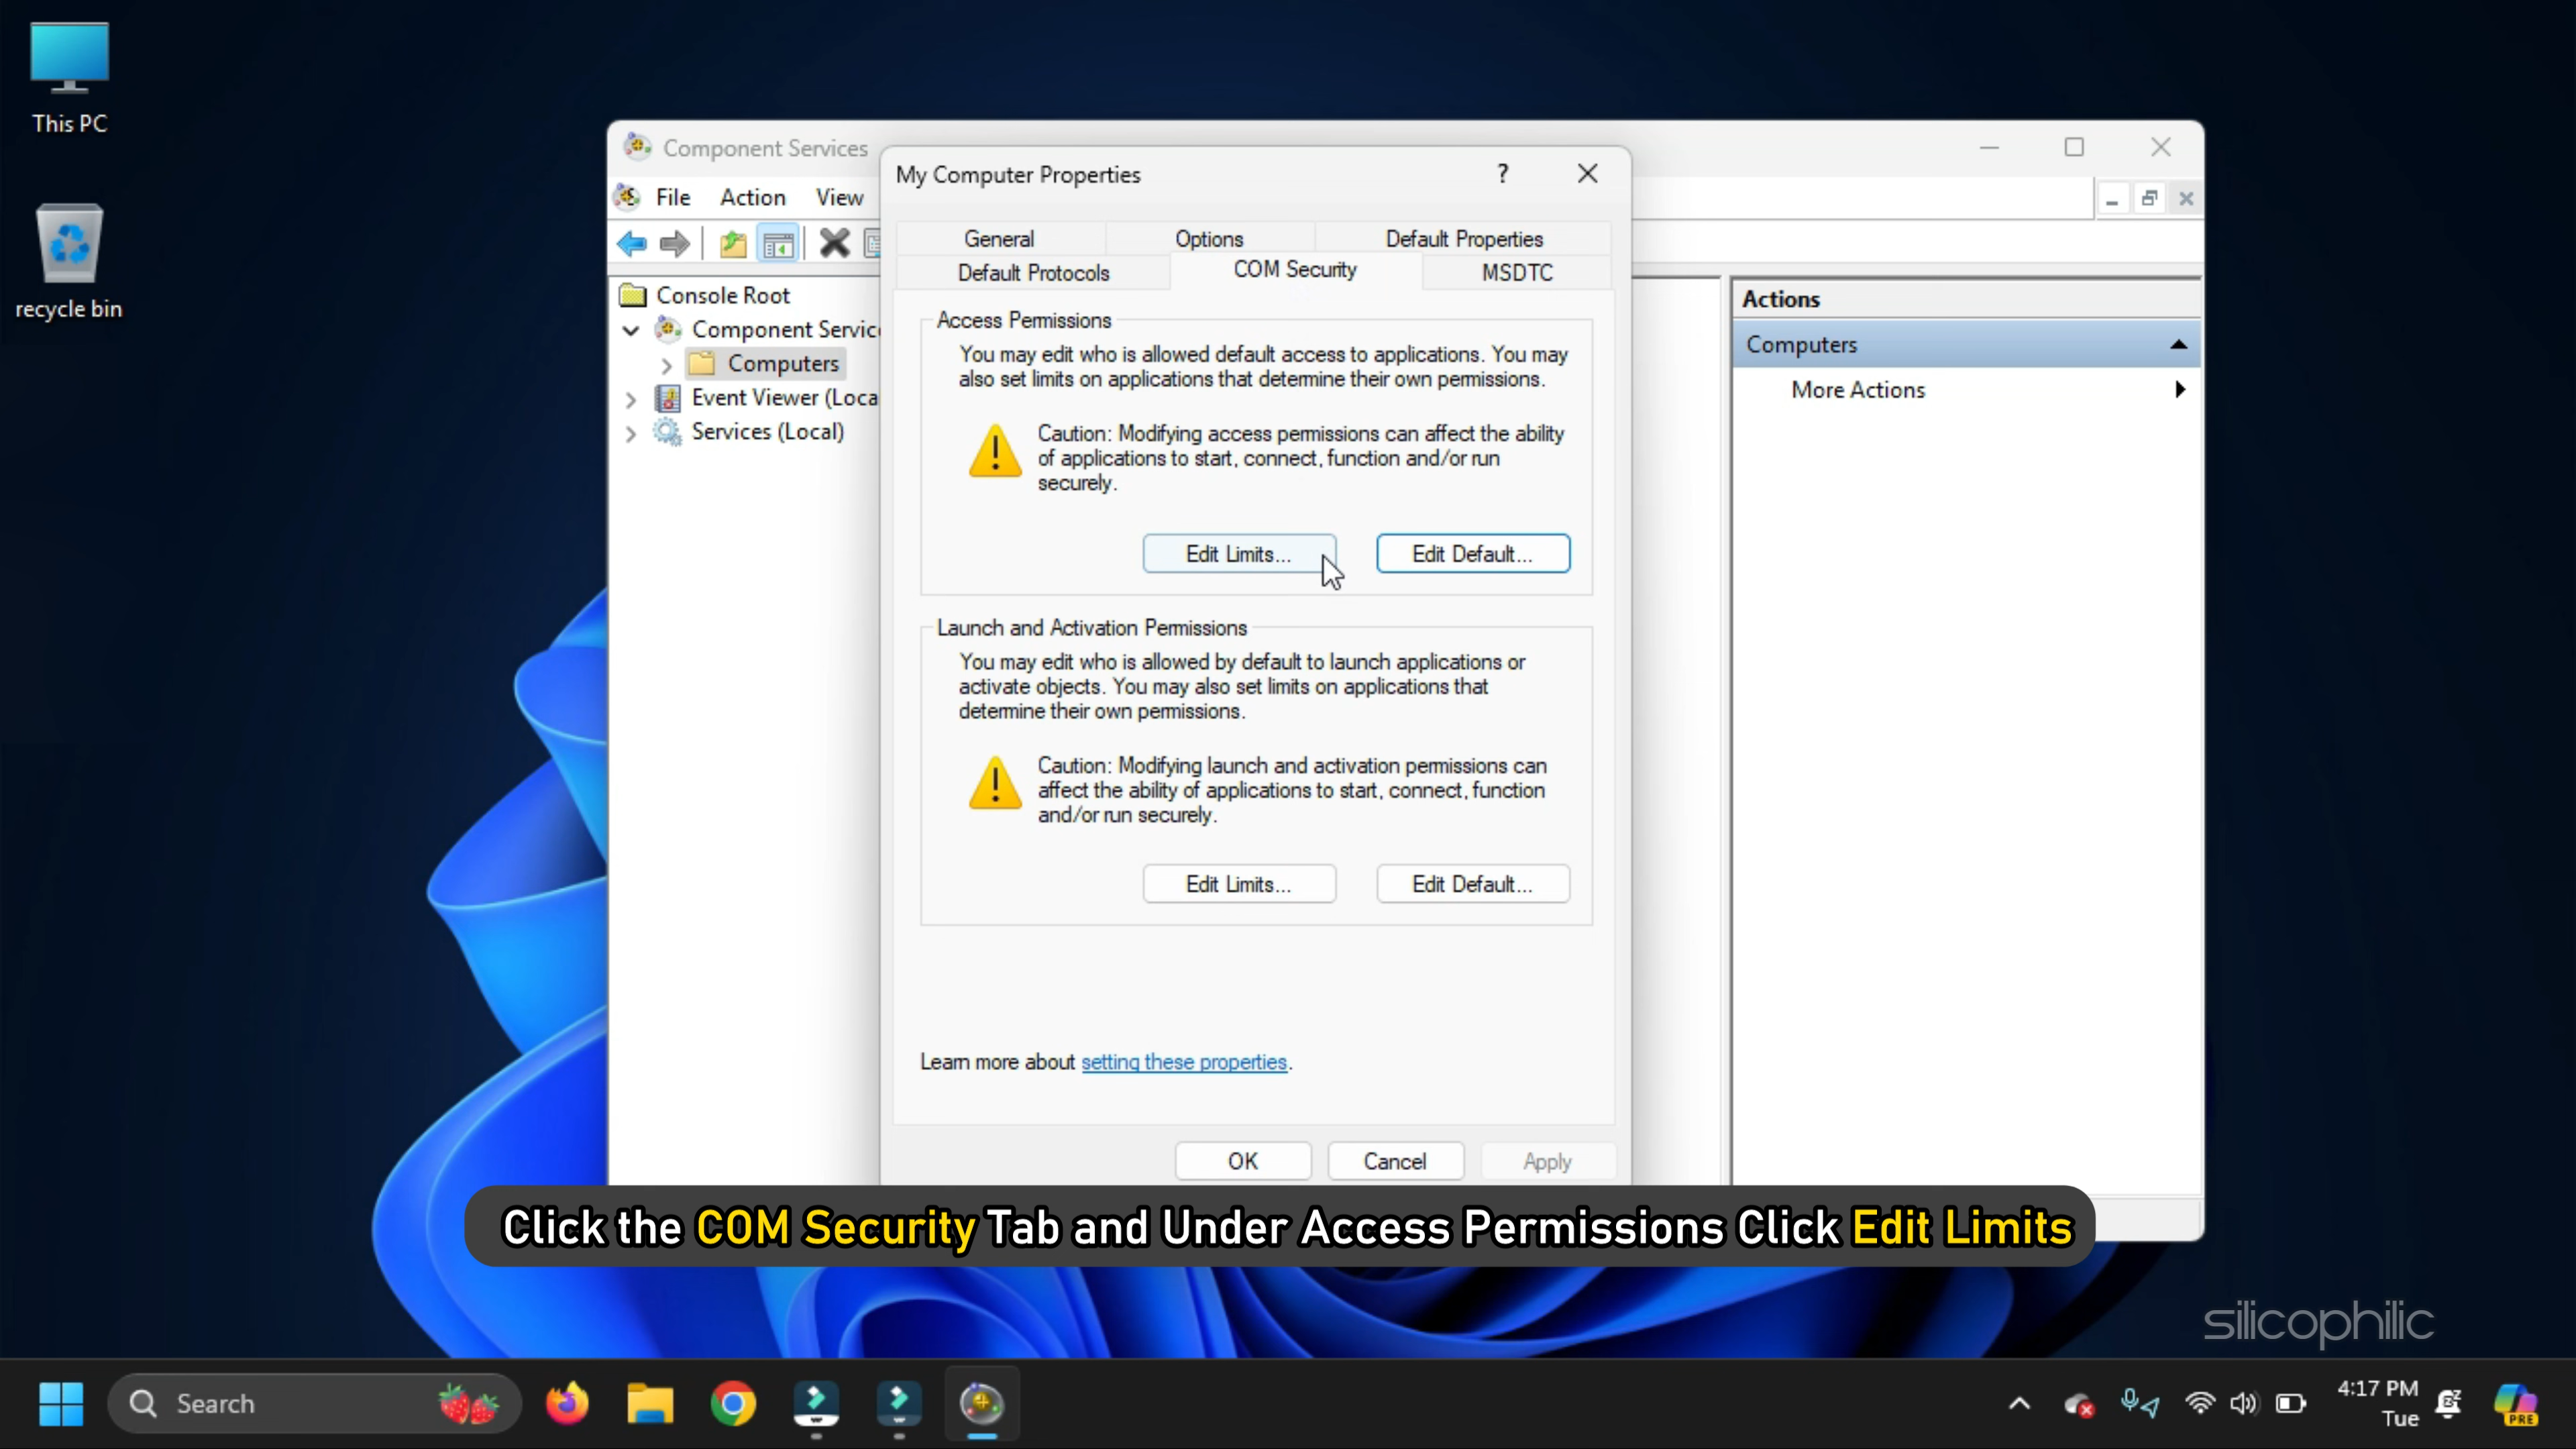 This PC
recycle bin
Component Services
File Action View
Console Root
Component Servic
Computers
Event Viewer (Loca
Services (Local)
My Computer Properties
?
General Options Default Properties
Default Protocols COM Security MSDTC
Access Permissions
You may edit who is allowed default access to applications. You may
also set limits on applications that determine their own permissions.
Caution: Modifying access permissions can affect the ability
of applications to start, connect, function and/or run
securely.
Edit Limits... Edit Default...
Launch and Activation Permissions
You may edit who is allowed by default to launch applications or
activate objects. You may also set limits on applications that
determine their own permissions.
Caution: Modifying launch and activation permissions can
affect the ability of applications to start, connect, function
and/or run securely.
Edit Limits... Edit Default...
Learn more about setting these properties.
OK Cancel Apply
Actions
Computers
More Actions
Click the COM Security Tab and Under Access Permissions Click Edit Limits
silicophilic
Search
4:17 PM
Tue
PRE